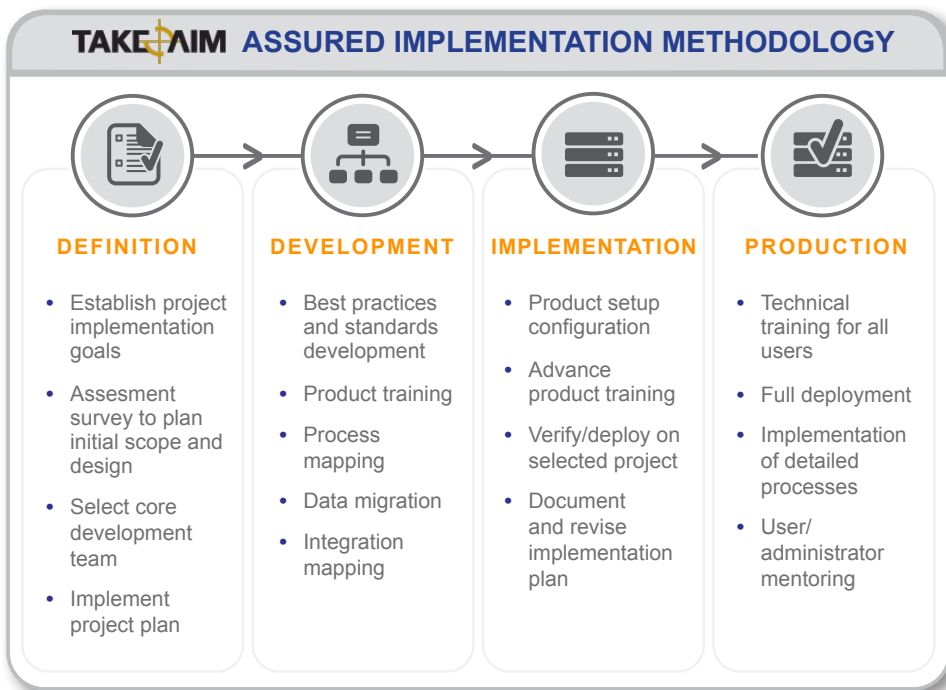 TAKE AIM ASSURED IMPLEMENTATION METHODOLOGY
DEFINITION
• Establish project
implementation
goals
• Assesment
survey to plan
initial scope and
design
• Select core
development
team
• Implement
project plan
DEVELOPMENT
• Best practices
and standards
development
• Product training
• Process
mapping
• Data migration
• Integration
mapping
IMPLEMENTATION
• Product setup
configuration
• Advance
product training
• Verify/deploy on
selected project
• Document
and revise
implementation
plan
PRODUCTION
• Technical
training for all
users
• Full deployment
• Implementation
of detailed
processes
• User/
administrator
mentoring